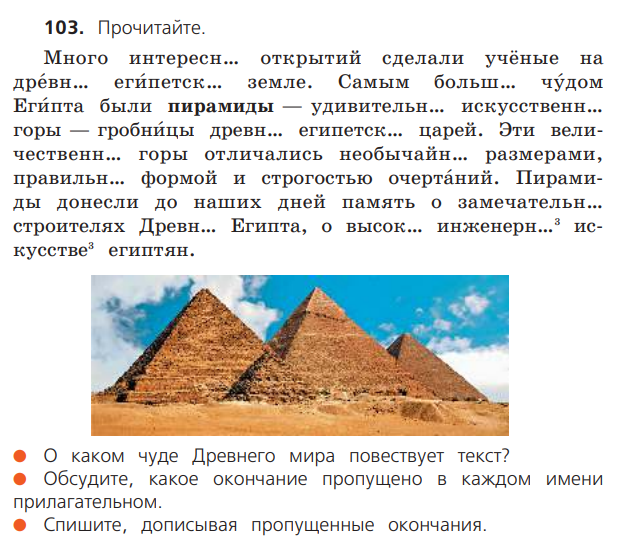 103. Прочитайте.
Много интересн... открытий сделали учёные на
дре́вн... еги́петск... земле. Самым больш... чу́дом
Еги́пта были пирамиды — удивительн... искусственн...
горы — гробни́цы древн... египетск... царей. Эти вели-
чественн... горы отличались необычайн... размерами,
правильн... формой и строгостью очерта́ний. Пирами-
ды донесли до наших дней память о замечательн...
строителях Древн... Египта, о высок... инженерн...³ ис-
кусстве³ египтян.
О каком чуде Древнего мира повествует текст?
Обсудите, какое окончание пропущено в каждом имени
прилагательном.
Спишите, дописывая пропущенные окончания.